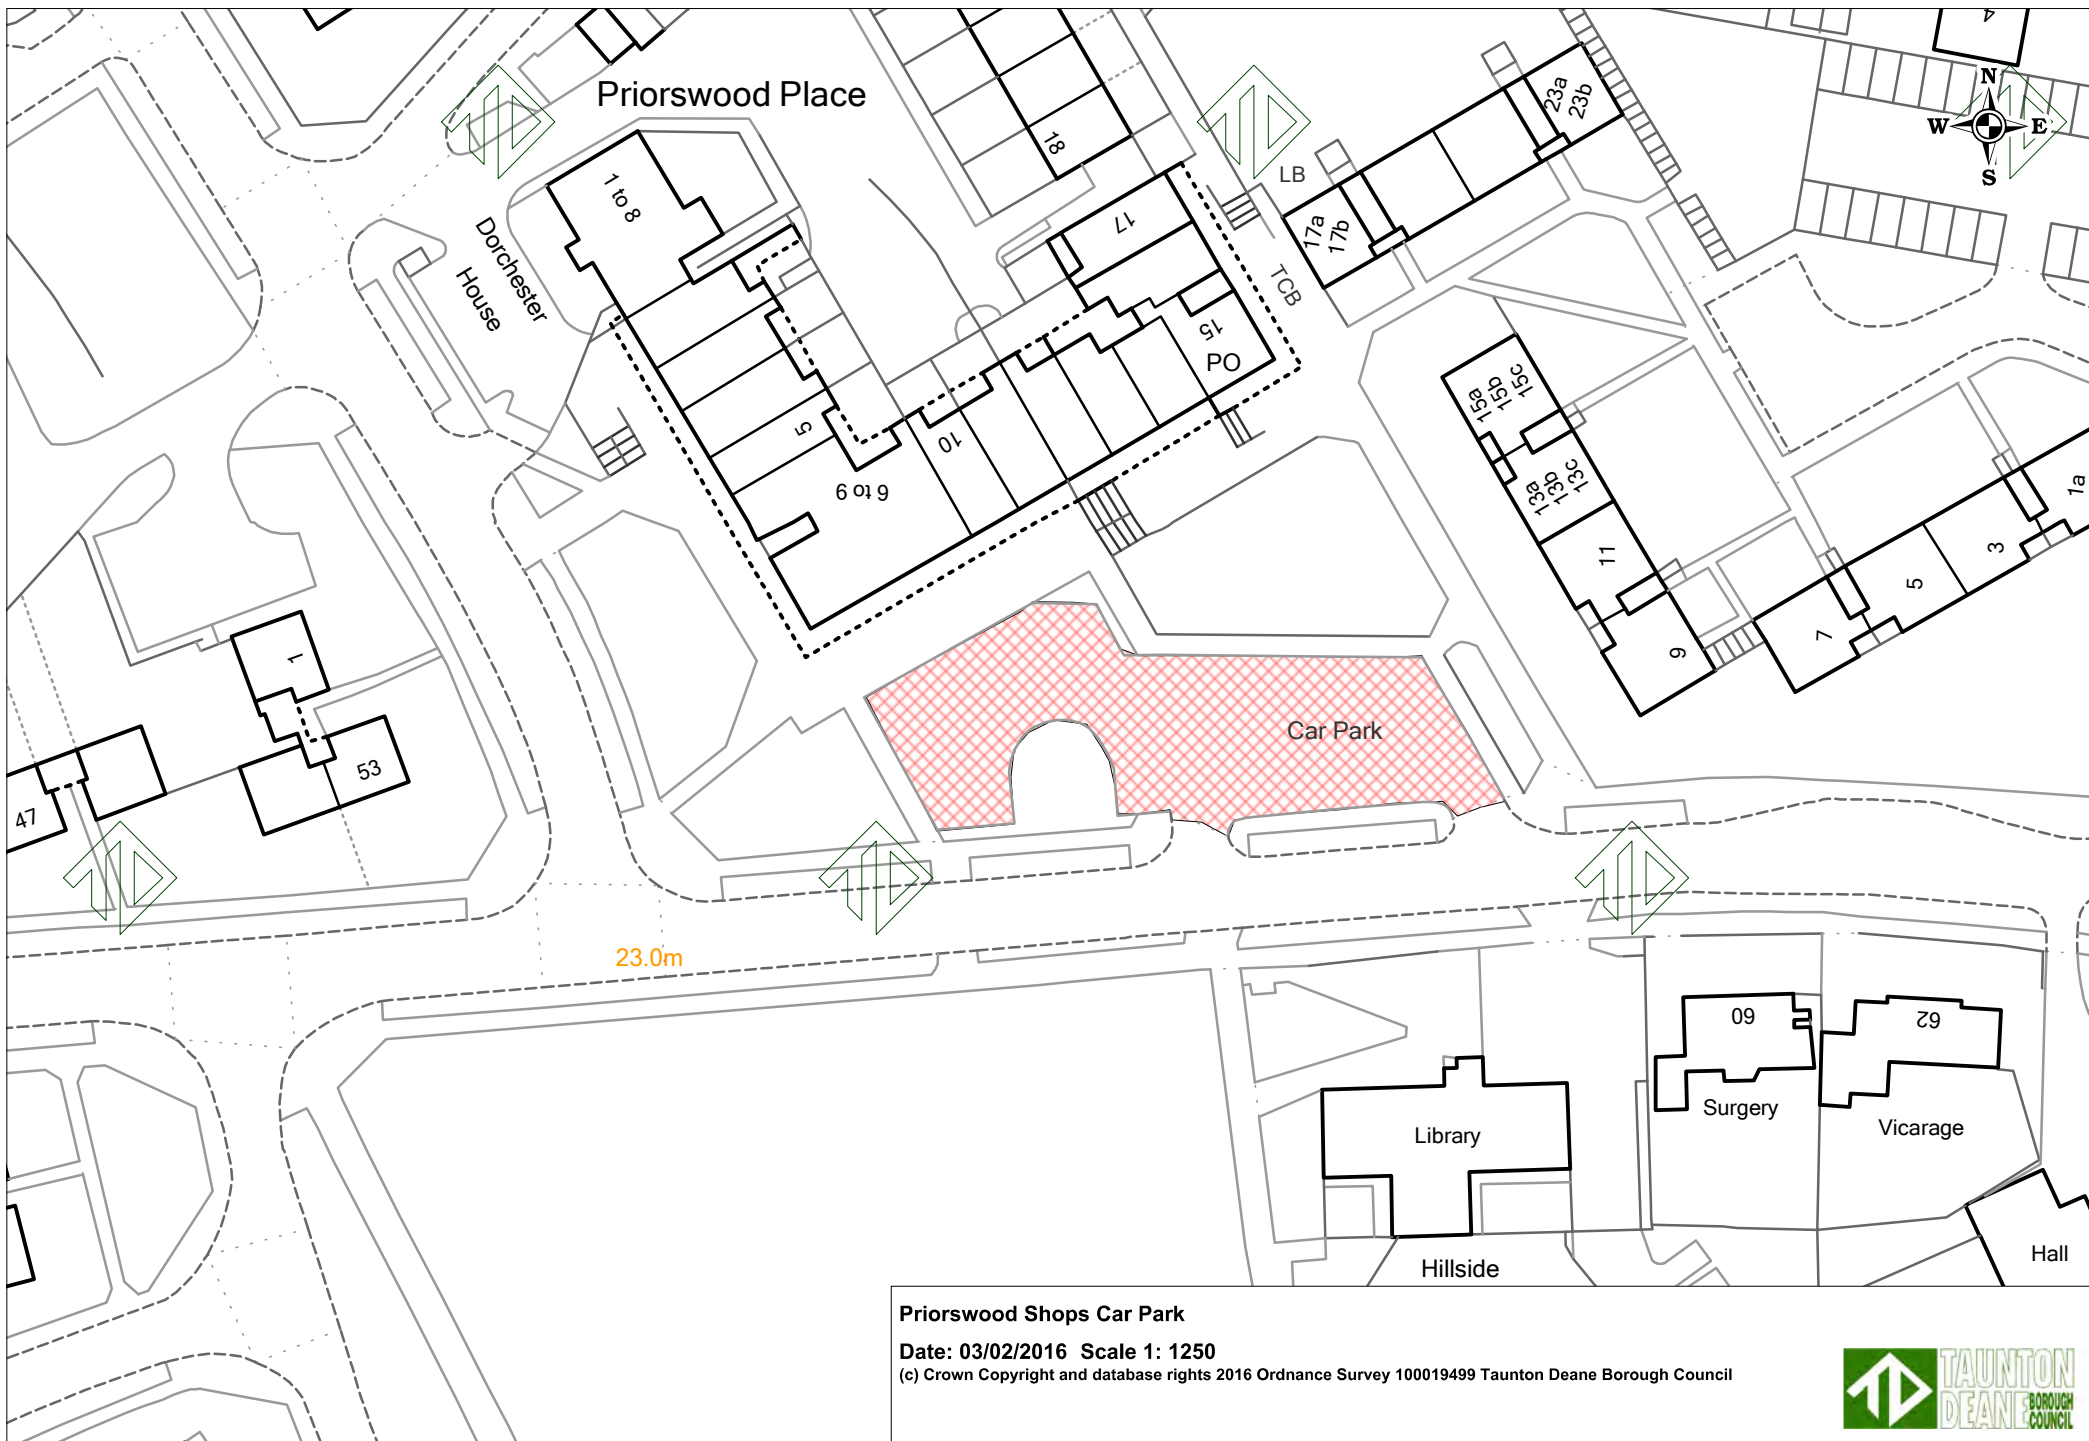 4
N
W E
S
Priorswood Place
18
23a
23b
1 to 8
LB
17
17a
17b
Dorchester
House
TCB
15
PO
15a
15b
15c
5
10
6 to 9
13a
13b
13c
1a
11
3
5
7
9
1
Car Park
53
47
23.0m
60
62
Surgery
Vicarage
Library
Hall
Hillside
Priorswood Shops Car Park
Date: 03/02/2016 Scale 1: 1250
(c) Crown Copyright and database rights 2016 Ordnance Survey 100019499 Taunton Deane Borough Council
TAUNTON
DEANE BOROUGH
COUNCIL